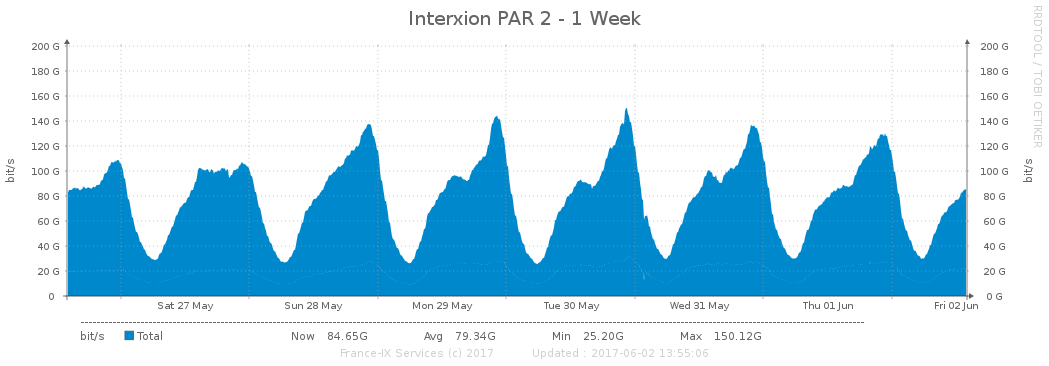 Interxion PAR 2 - 1 Week
RRDTOOL / TOBI OETIKER
bit/s
200 G 200 G
180 G 180 G
160 G 160 G
140 G 140 G
120 G 120 G
100 G 100 G
80 G 80 G
60 G 60 G
40 G 40 G
20 G 20 G
0 0 G
bit/s
Sat 27 May Sun 28 May Mon 29 May Tue 30 May Wed 31 May Thu 01 Jun Fri 02 Jun
bit/s Total Now 84.65G Avg 79.34G Min 25.20G Max 150.12G
France-IX Services (c) 2017 Updated : 2017-06-02 13:55:06